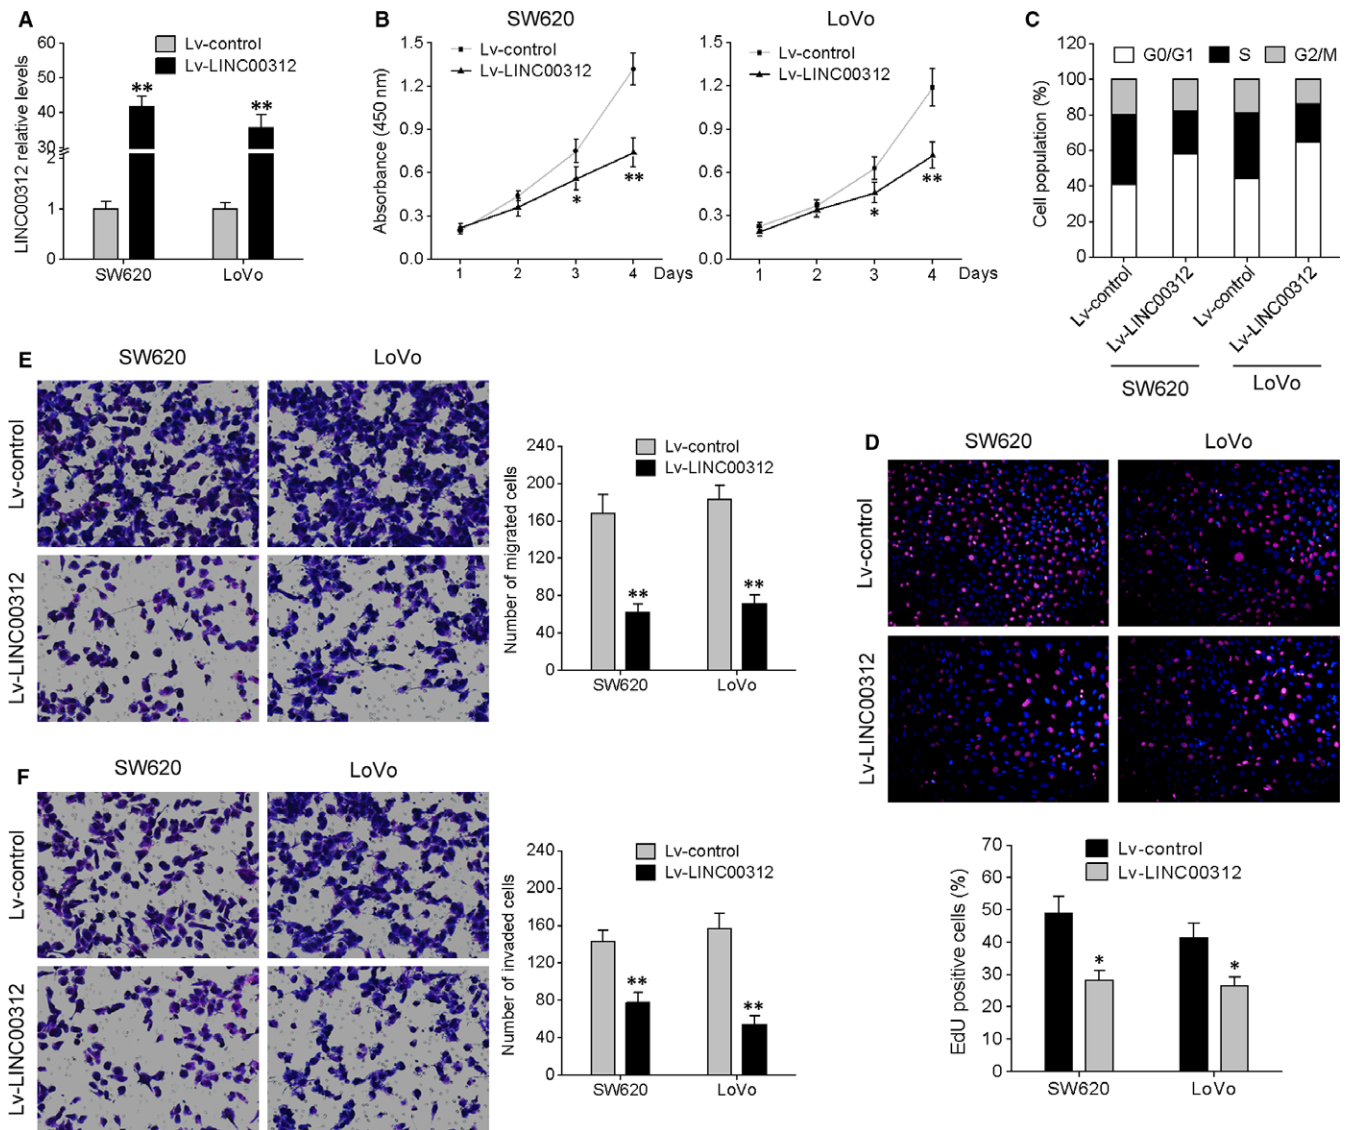 A
LINC00312 relative levels
60
50
40
30
2
1
0
Lv-control
Lv-LINC00312
**
**
SW620
LoVo
B
SW620
Absorbance (450 nm)
1.5
1.2
0.9
0.6
0.3
0.0
Lv-control
Lv-LINC00312
*
**
1
2
3
4
Days
LoVo
1.5
1.2
0.9
0.6
0.3
0.0
Lv-control
Lv-LINC00312
*
**
1
2
3
4
Days
C
Cell population (%)
120
100
80
60
40
20
0
G0/G1
S
G2/M
Lv-control
Lv-LINC00312
Lv-control
Lv-LINC00312
SW620
LoVo
E
SW620
LoVo
Lv-control
Lv-LINC00312
Number of migrated cells
240
200
160
120
80
40
0
Lv-control
Lv-LINC00312
**
**
SW620
LoVo
D
SW620
LoVo
Lv-control
Lv-LINC00312
EdU positive cells (%)
70
60
50
40
30
20
10
0
Lv-control
Lv-LINC00312
*
*
SW620
LoVo
F
SW620
LoVo
Lv-control
Lv-LINC00312
Number of invaded cells
240
200
160
120
80
40
0
Lv-control
Lv-LINC00312
**
**
SW620
LoVo